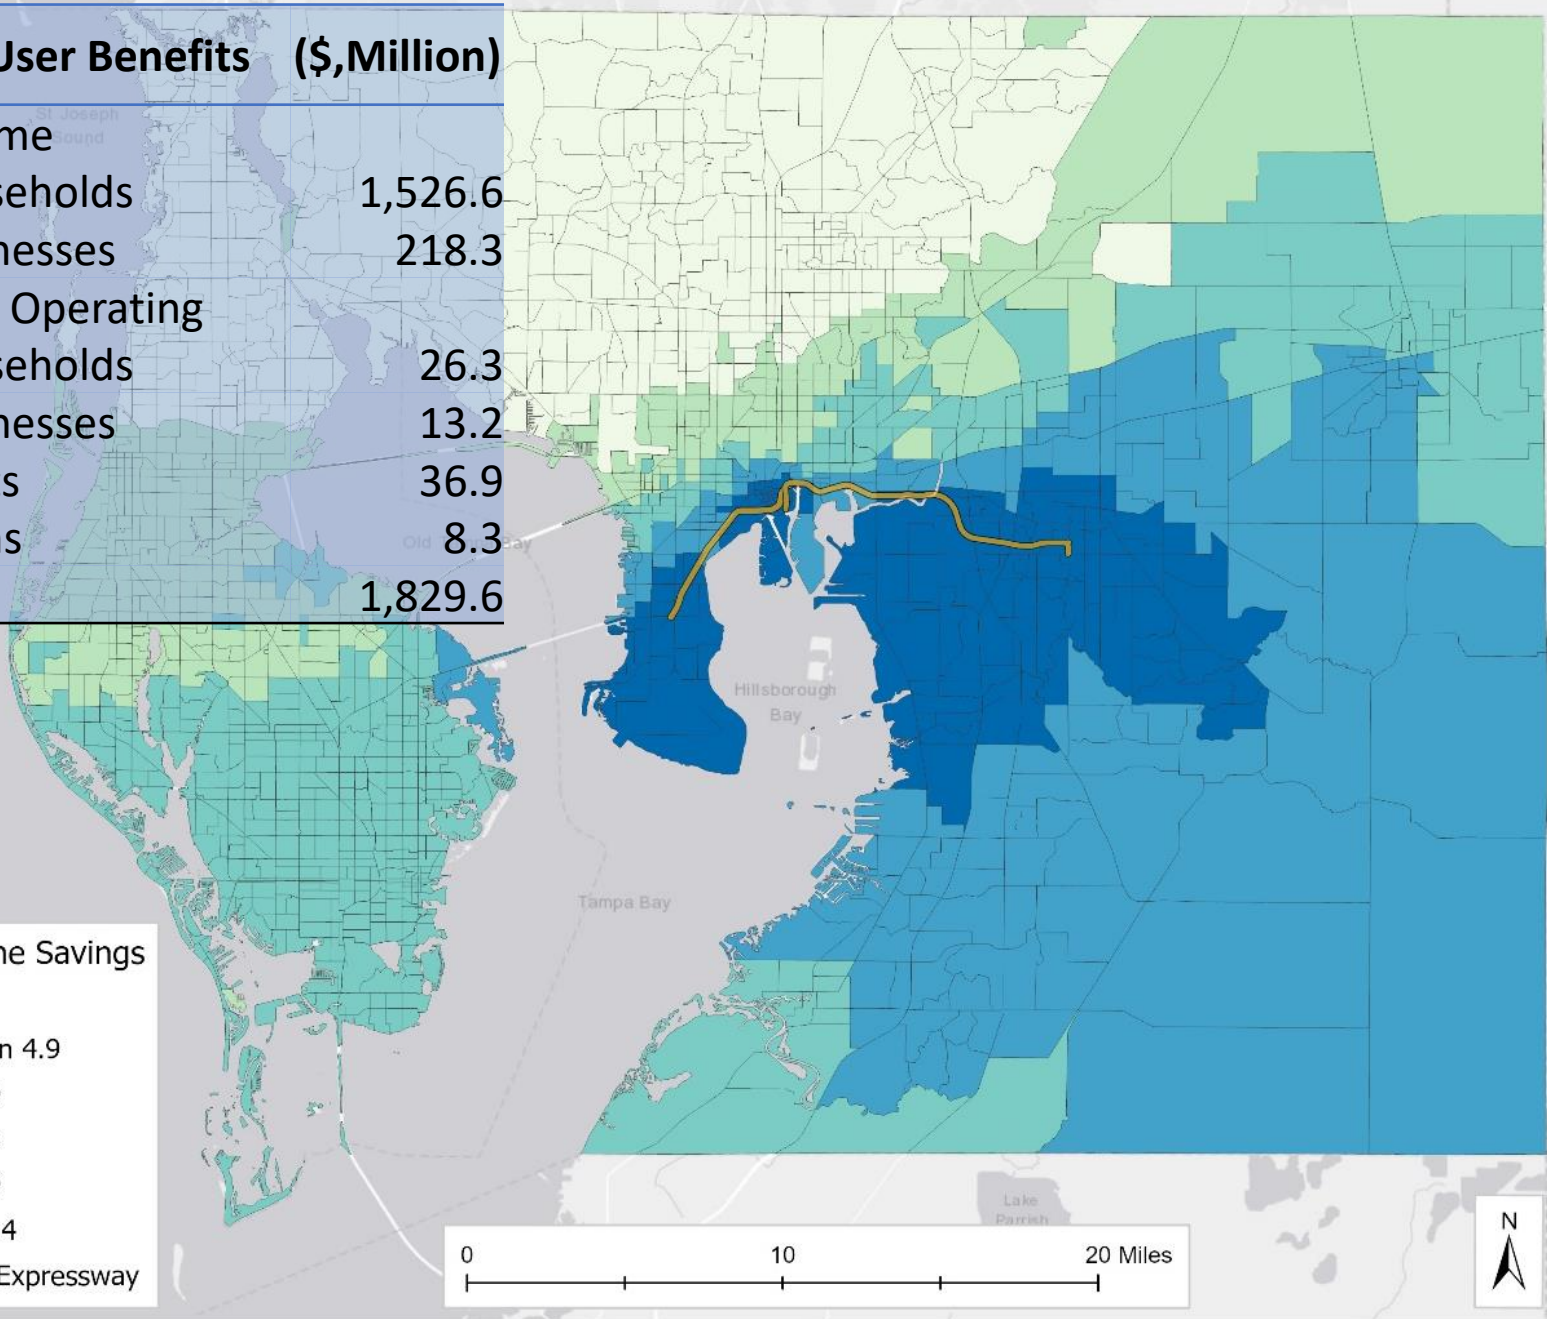 User Benefits ($,Million)
me
seholds 1,526.6
nesses 218.3
Operating
seholds 26.3
nesses 13.2
s 36.9
ns 8.3
1,829.6
St Joseph
Sound
Old Tampa Bay
Hillsborough
Bay
Tampa Bay
ne Savings
n 4.9
4
Expressway
0 10 20 Miles
Lake
Parrish
N